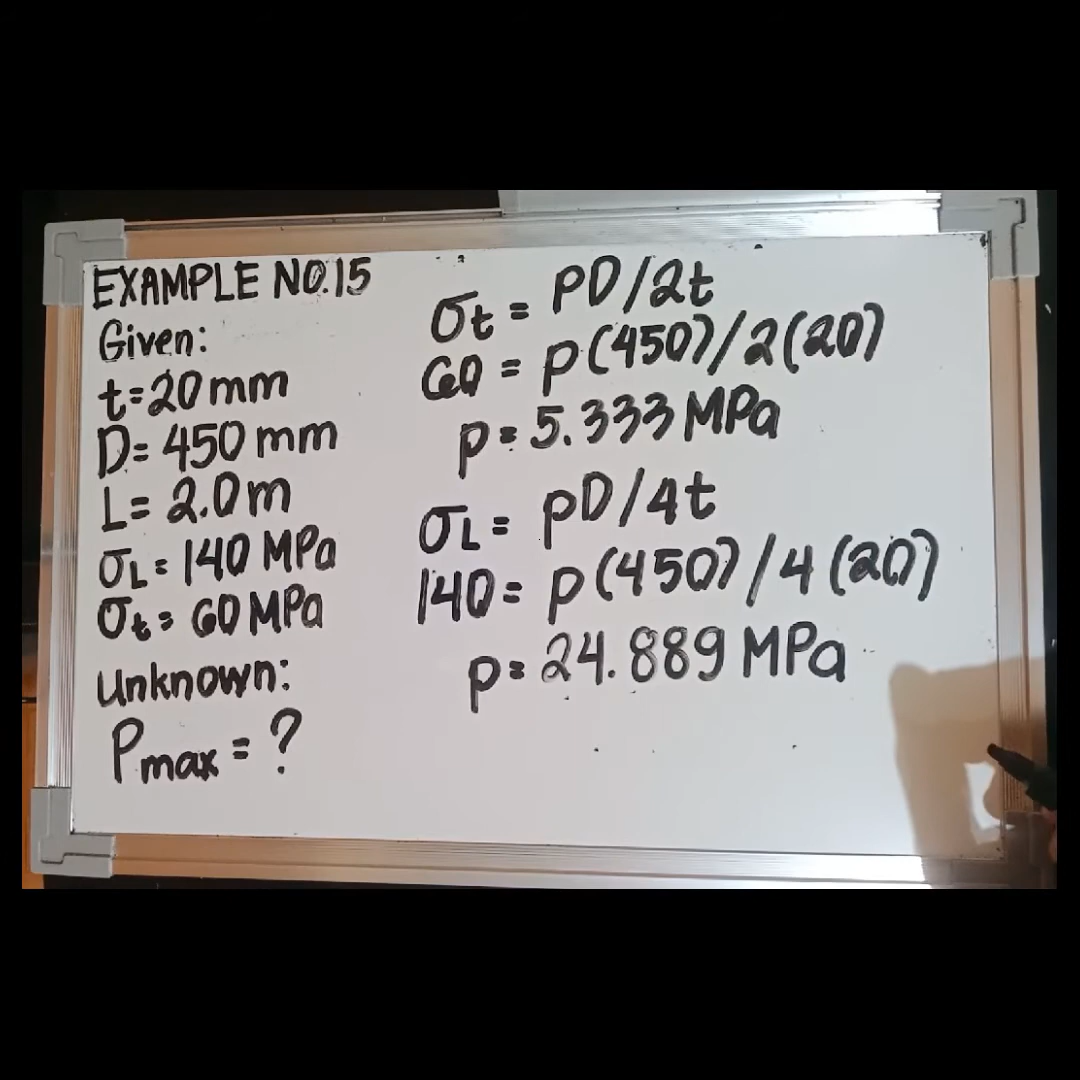 EXAMPLE NO.15
Given:
t=20mm
D=450mm
L=2.0m
σL=140 MPa
σt=60 MPa
Unknown:
Pmax=?
σt=PD/2t
60=p(450)/2(20)
p=5.333 MPa
σL=pD/4t
140=p(450)/4(20)
p=24.889 MPa